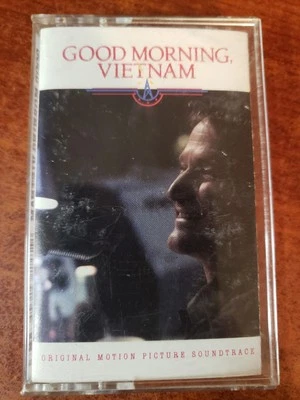 GOOD MORNING,
VIETNAM
ORIGINAL MOTION PICTURE SOUNDTRACK